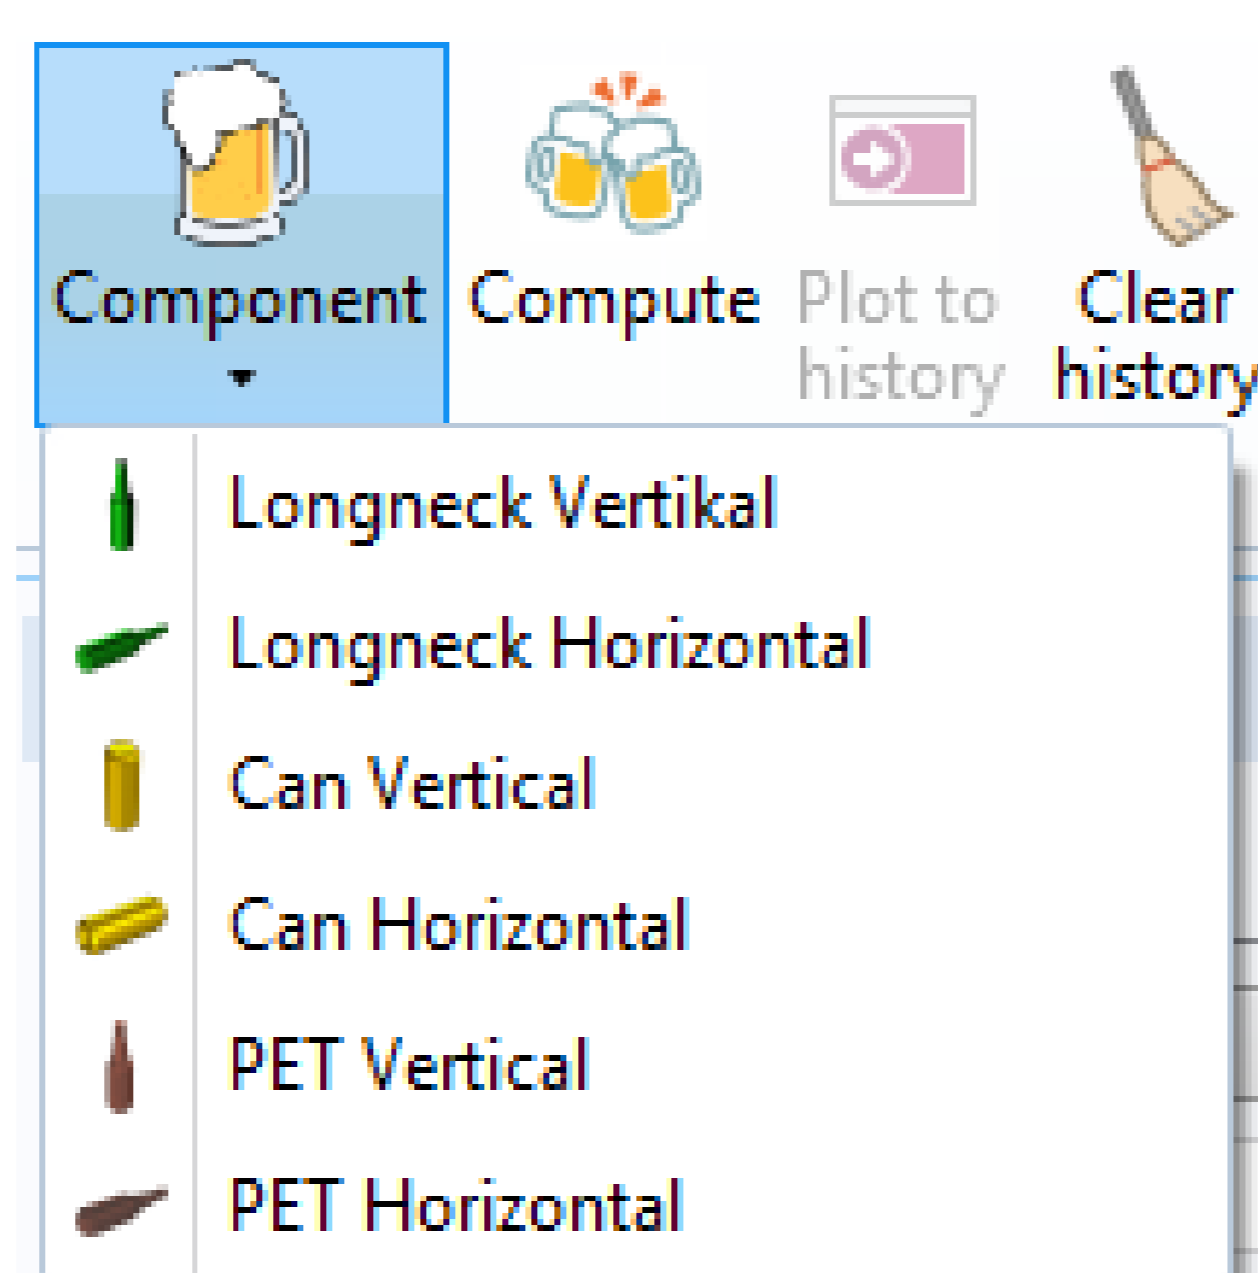 Component
Compute
Plot to
history
Clear
history
Longneck Vertikal
Longneck Horizontal
Can Vertical
Can Horizontal
PET Vertical
PET Horizontal